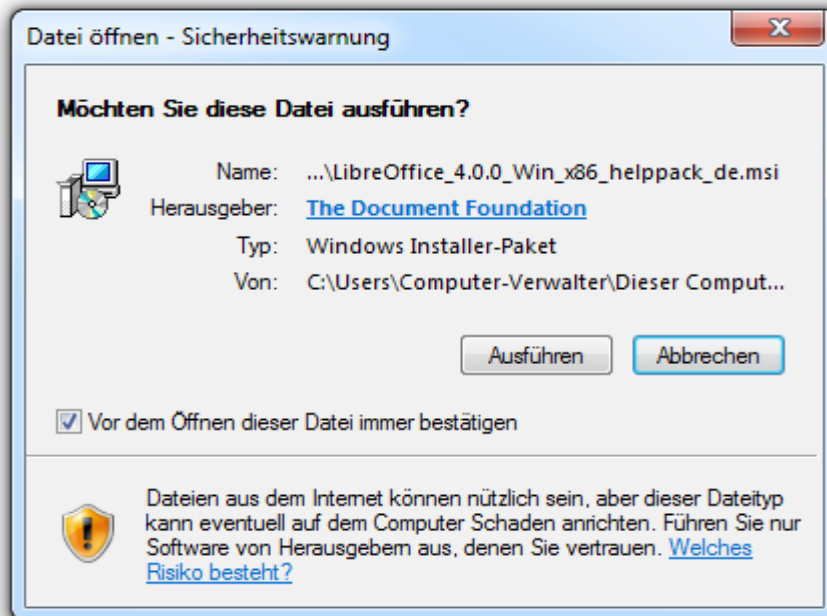 Datei öffnen - Sicherheitswarnung
Möchten Sie diese Datei ausführen?
Name: ...\LibreOffice_4.0.0_Win_x86_helppack_de.msi
Herausgeber: The Document Foundation
Typ: Windows Installer-Paket
Von: C:\Users\Computer-Verwalter\Dieser Comput...
Ausführen Abbrechen
Vor dem Öffnen dieser Datei immer bestätigen
Dateien aus dem Internet können nützlich sein, aber dieser Dateityp
kann eventuell auf dem Computer Schaden anrichten. Führen Sie nur
Software von Herausgebern aus, denen Sie vertrauen. Welches
Risiko besteht?